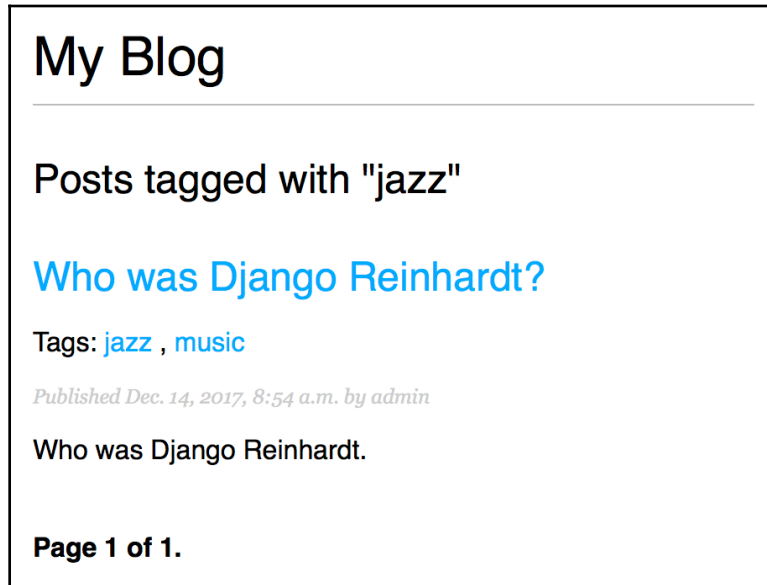 My Blog
Posts tagged with "jazz"
Who was Django Reinhardt?
Tags: jazz , music
Published Dec. 14, 2017, 8:54 a.m. by admin
Who was Django Reinhardt.
Page 1 of 1.